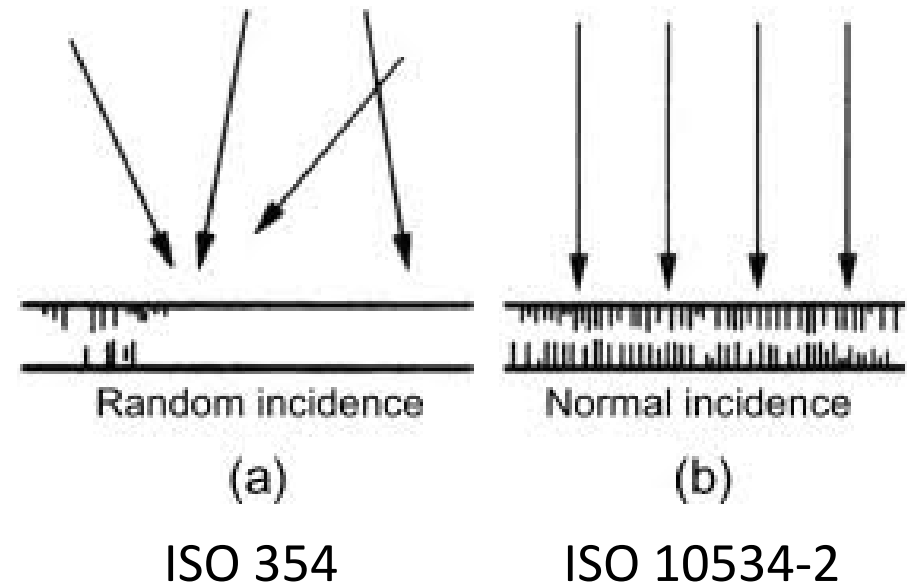 Random incidence
Normal incidence
(a)
(b)
ISO 354
ISO 10534-2